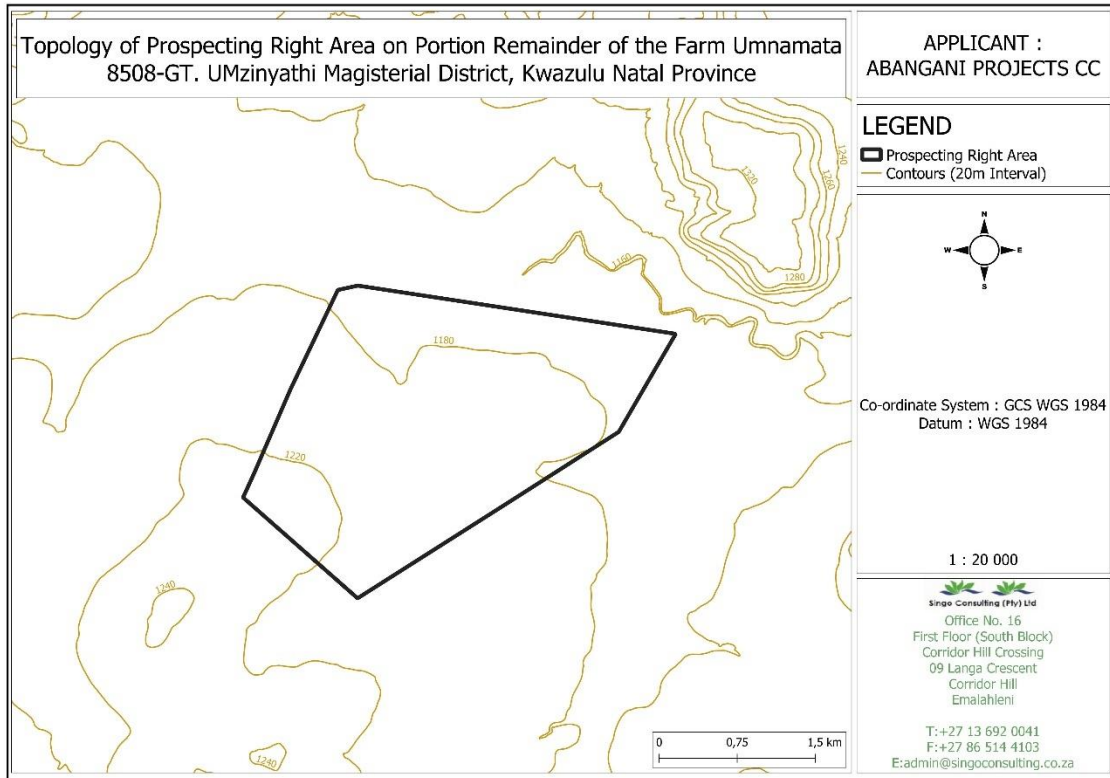 Topology of Prospecting Right Area on Portion Remainder of the Farm Umnamata
8508-GT. UMzinyathi Magisterial District, Kwazulu Natal Province
1240
1260
1320
1280
1160
1180
1220
1240
1240
0 0,75 1,5 km
APPLICANT :
ABANGANI PROJECTS CC
LEGEND
Prospecting Right Area
Contours (20m Interval)
N
W E
S
Co-ordinate System : GCS WGS 1984
Datum : WGS 1984
1 : 20 000
Singo Consulting (Pty) Ltd
Office No. 16
First Floor (South Block)
Corridor Hill Crossing
09 Langa Crescent
Corridor Hill
Emalahleni
T:+27 13 692 0041
F:+27 86 514 4103
E:admin@singoconsulting.co.za